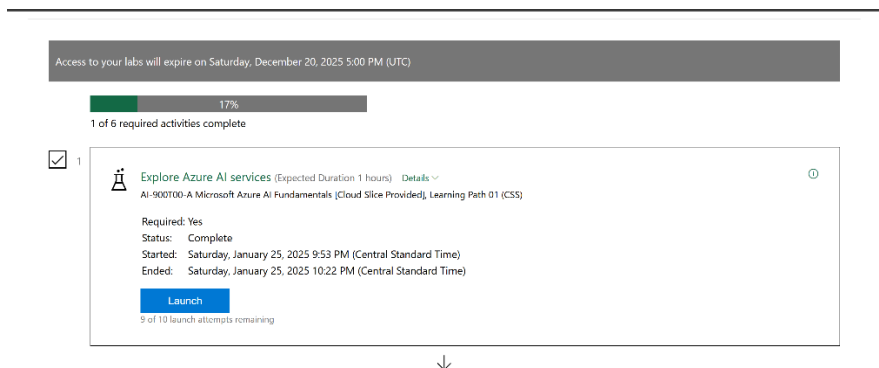 Access to your labs will expire on Saturday, December 20, 2025 5:00 PM (UTC)
17%
1 of 6 required activities complete
1
Explore Azure AI services (Expected Duration 1 hours) Details
AI-900T00-A Microsoft Azure AI Fundamentals [Cloud Slice Provided], Learning Path 01 (CSS)
Required: Yes
Status: Complete
Started: Saturday, January 25, 2025 9:53 PM (Central Standard Time)
Ended: Saturday, January 25, 2025 10:22 PM (Central Standard Time)
Launch
9 of 10 launch attempts remaining